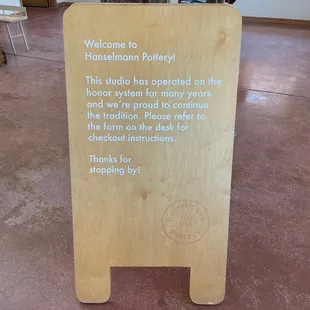 Welcome to
Hanselmann Pottery!
This studio has operated on the
honor system for many years
and we're proud to continue
the tradition. Please refer to
the form on the desk for
checkout instructions.
Thanks for
stopping by!